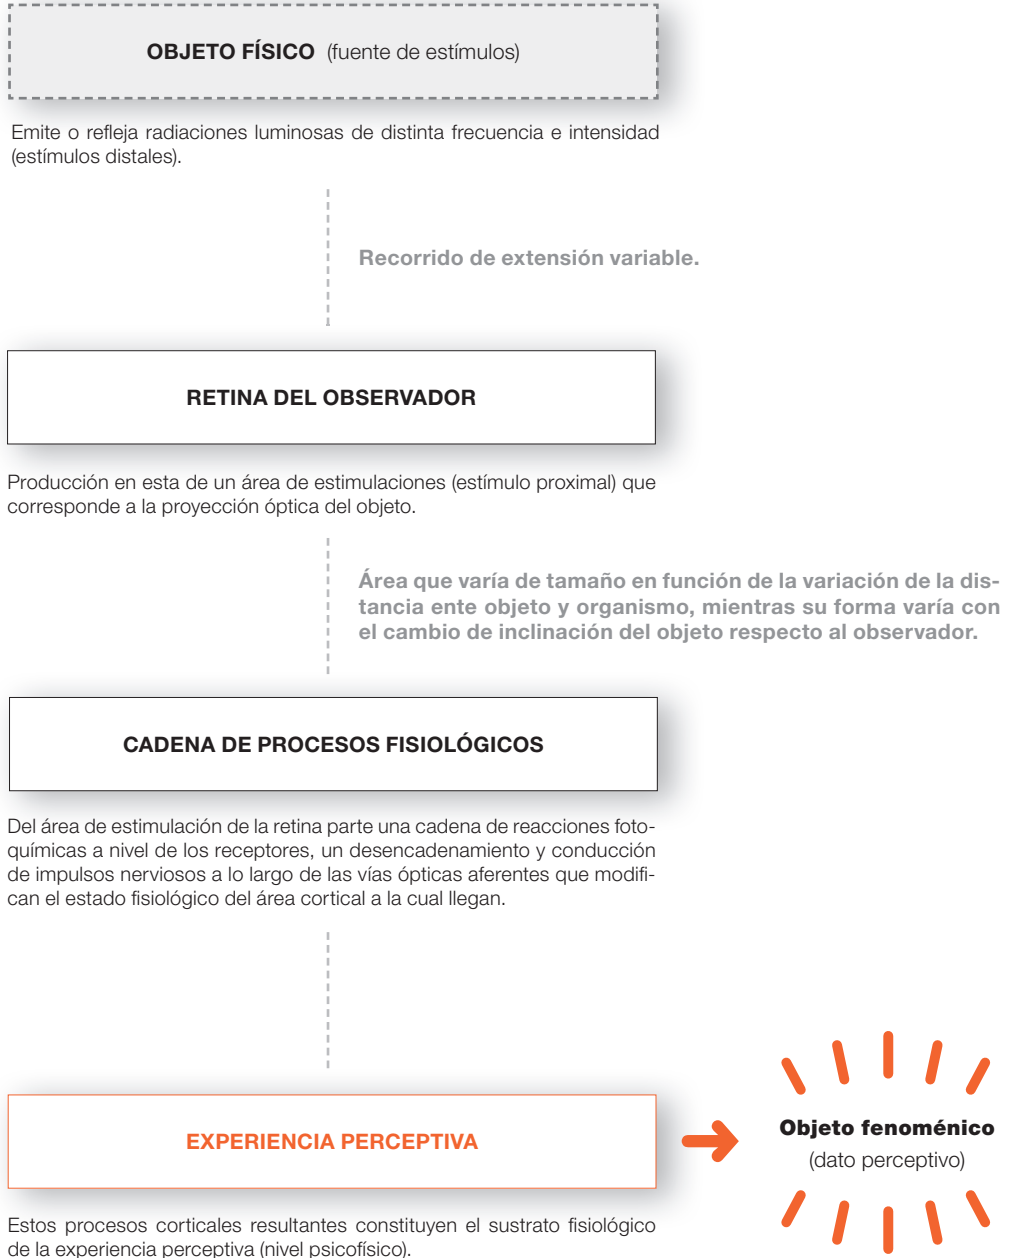 OBJETO FÍSICO (fuente de estímulos)
Emite o refleja radiaciones luminosas de distinta frecuencia e intensidad
(estímulos distales).
Recorrido de extensión variable.
RETINA DEL OBSERVADOR
Producción en esta de un área de estimulaciones (estímulo proximal) que
corresponde a la proyección óptica del objeto.
Área que varía de tamaño en función de la variación de la dis-
tancia ente objeto y organismo, mientras su forma varía con
el cambio de inclinación del objeto respecto al observador.
CADENA DE PROCESOS FISIOLÓGICOS
Del área de estimulación de la retina parte una cadena de reacciones foto-
químicas a nivel de los receptores, un desencadenamiento y conducción
de impulsos nerviosos a lo largo de las vías ópticas aferentes que modifi-
can el estado fisiológico del área cortical a la cual llegan.
EXPERIENCIA PERCEPTIVA
Objeto fenoménico
(dato perceptivo)
Estos procesos corticales resultantes constituyen el sustrato fisiológico
de la experiencia perceptiva (nivel psicofísico).